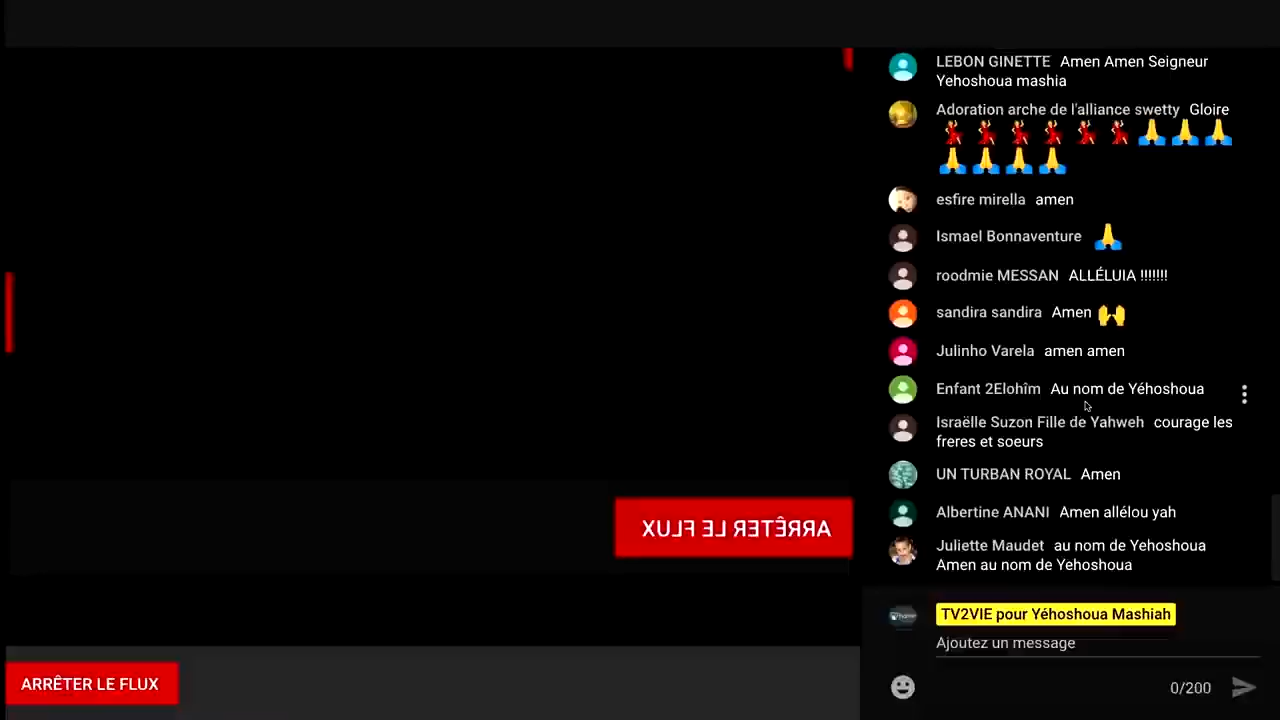 LEBON GINETTE Amen Amen Seigneur
Yehoshoua mashia
Adoration arche de l'alliance swetty Gloire
esfire mirella amen
Ismael Bonnaventure
roodmie MESSAN ALLÉLUIA !!!!!!!
sandira sandira Amen
Julinho Varela amen amen
Enfant 2Elohîm Au nom de Yéhoshoua
Israëlle Suzon Fille de Yahweh courage les
freres et soeurs
UN TURBAN ROYAL Amen
ARRÊTER LE FLUX
Albertine ANANI Amen allélou yah
Juliette Maudet au nom de Yehoshoua
Amen au nom de Yehoshoua
TV2VIE pour Yéhoshoua Mashiah
Ajoutez un message
ARRÊTER LE FLUX
0/200